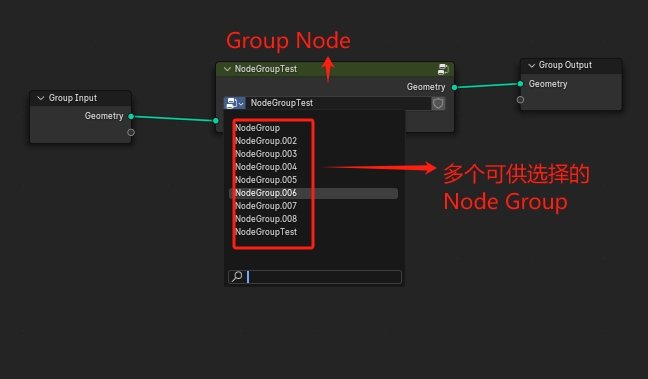 Group Node
NodeGroupTest
Group Output
Geometry
Geometry
Group Input
NodeGroupTest
Geometry
NodeGroup
NodeGroup.002
NodeGroup.003
NodeGroup.004
NodeGroup.005
NodeGroup.006
NodeGroup.007
NodeGroup.008
NodeGroupTest
多个可供选择的
Node Group